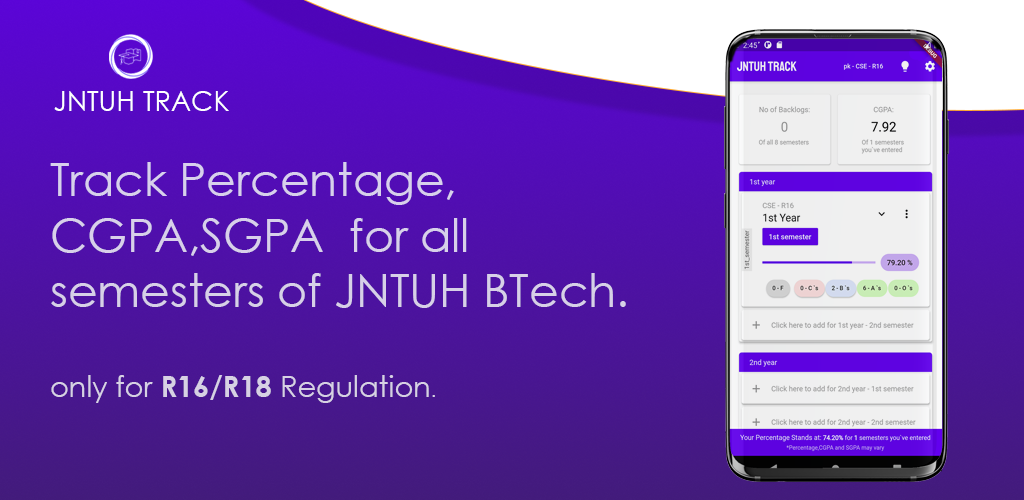 JNTUH TRACK
Track Percentage,
CGPA,SGPA for all
semesters of JNTUH BTech.
only for R16/R18 Regulation.
2:45
DEBUG
JNTUH TRACK
pk - CSE - R16
No of Backlogs:
0
Of all 8 semesters
CGPA:
7.92
Of 1 semesters
you`ve entered
1st year
CSE - R16
1st Year
1st semester
1st_semester
79.20 %
0 - F
0 - C`s
2 - B`s
6 - A`s
0 - O`s
Click here to add for 1st year - 2nd semester
2nd year
Click here to add for 2nd year - 1st semester
Click here to add for 2nd year - 2nd semester
Your Percentage Stands at: 74.20% for 1 semesters you`ve entered
*Percentage,CGPA and SGPA may vary